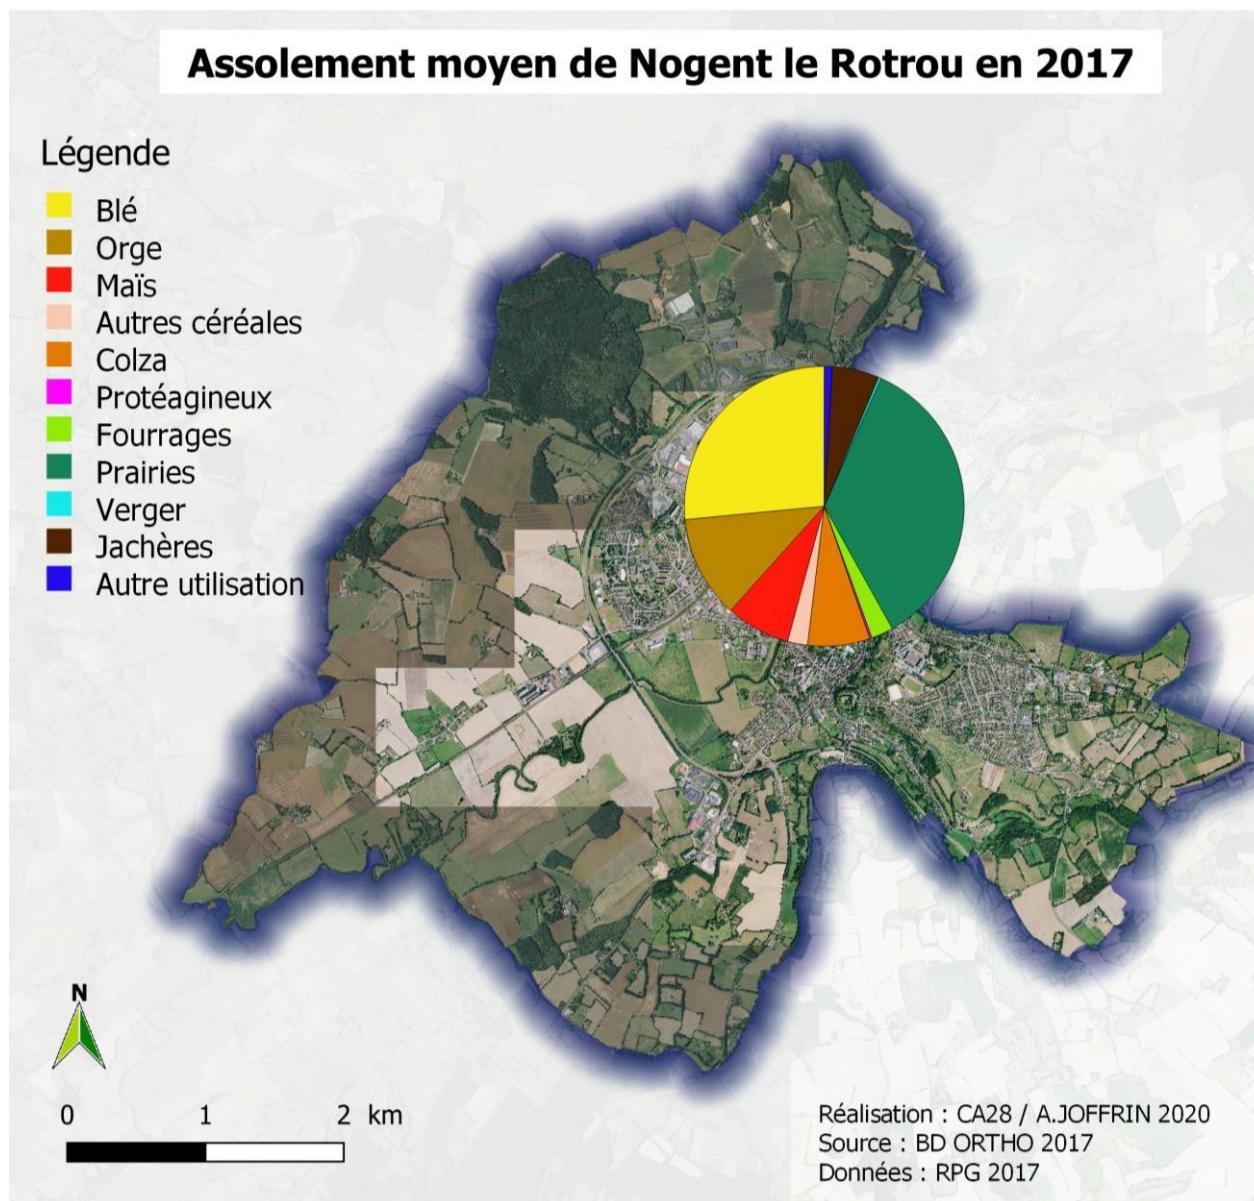 Assolement moyen de Nogent le Rotrou en 2017
Légende
Blé
Orge
Maïs
Autres céréales
Colza
Protéagineux
Fourrages
Prairies
Verger
Jachères
Autre utilisation
N
0 1 2 km
Réalisation : CA28 / A.JOFFRIN 2020
Source : BD ORTHO 2017
Données : RPG 2017